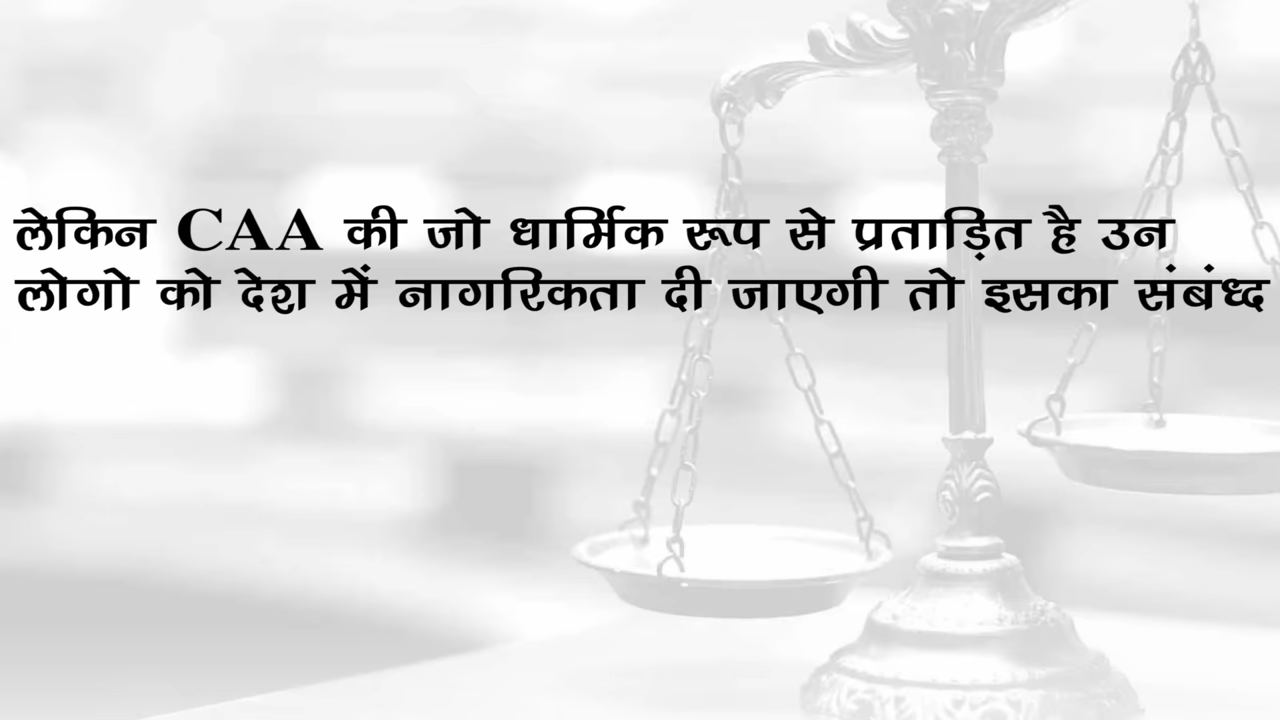 लेकिन CAA की जो धार्मिक रूप से प्रताड़ित है उन
लोगो को देश में नागरिकता दी जाएगी तो इसका संबंध्द